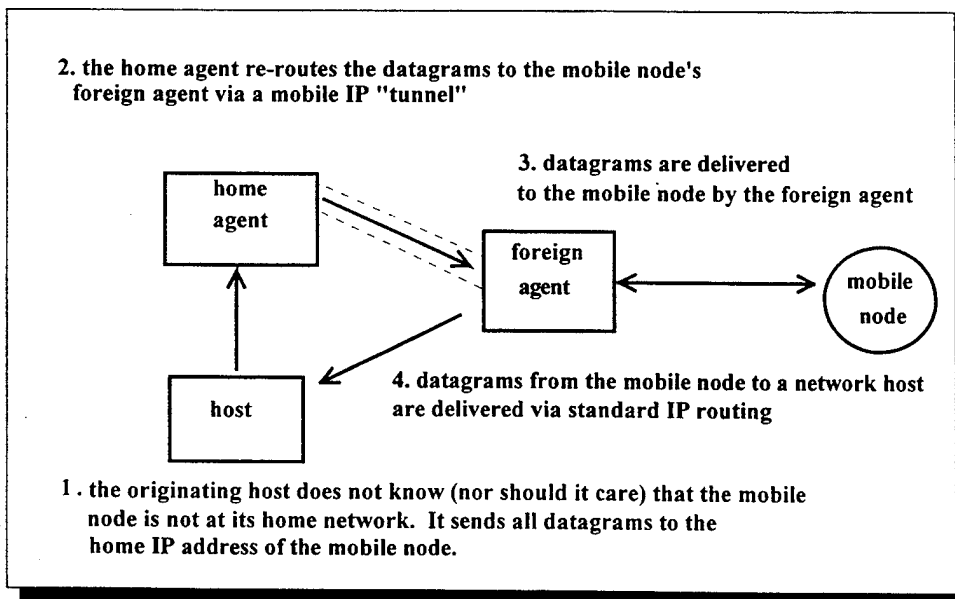 2. the home agent re-routes the datagrams to the mobile node's
foreign agent via a mobile IP "tunnel"
3. datagrams are delivered
to the mobile node by the foreign agent
home
agent
foreign
agent
mobile
node
host
4. datagrams from the mobile node to a network host
are delivered via standard IP routing
1. the originating host does not know (nor should it care) that the mobile
node is not at its home network. It sends all datagrams to the
home IP address of the mobile node.